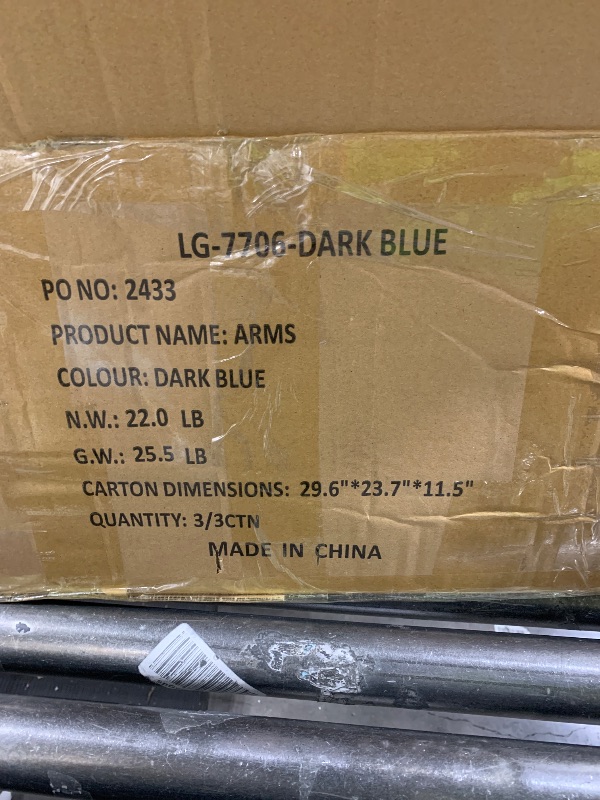 LG-7706-DARK BLUE
PO NO: 2433
PRODUCT NAME: ARMS
COLOUR: DARK BLUE
N.W.: 22.0 LB
G.W.: 25.5 LB
CARTON DIMENSIONS: 29.6"*23.7"*11.5"
QUANTITY: 3/3CTN
MADE IN CHINA